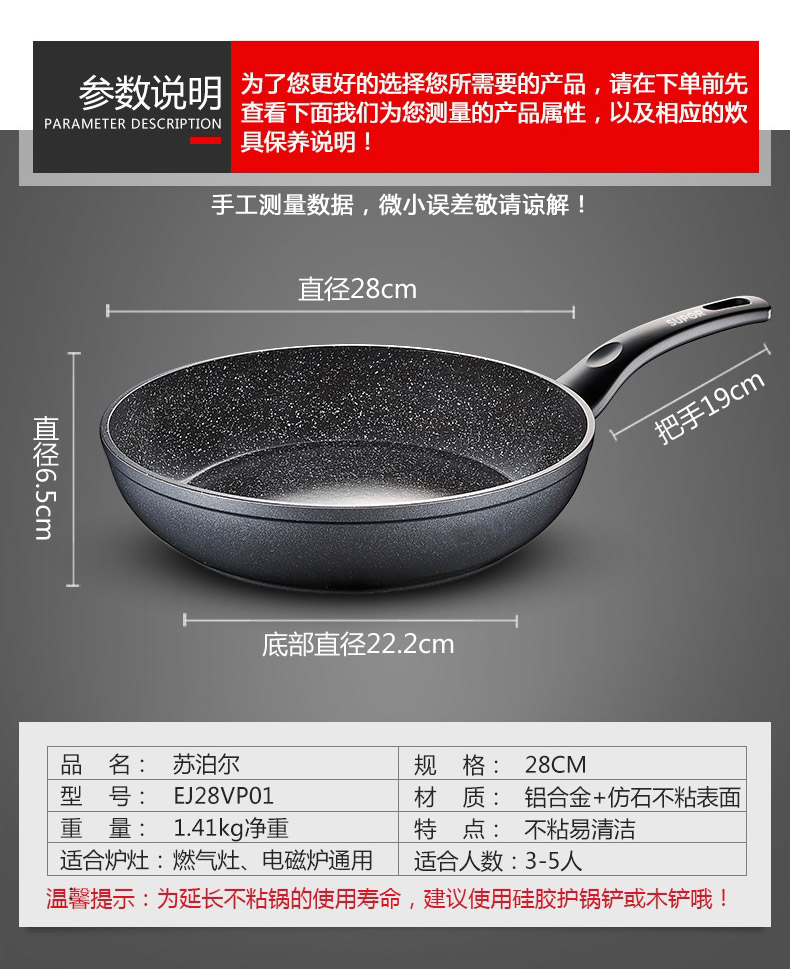 参数说明
PARAMETER DESCRIPTION
为了您更好的选择您所需要的产品，请在下单前先
查看下面我们为您测量的产品属性，以及相应的炊
具保养说明！
手工测量数据，微小误差敬请谅解！
直径28cm
SUPOR
把手19cm
直径6.5cm
底部直径22.2cm
品 名： 苏泊尔
规 格： 28CM
型 号： EJ28VP01
材 质： 铝合金+仿石不粘表面
重 量： 1.41kg净重
特 点： 不粘易清洁
适合炉灶：燃气灶、电磁炉通用
适合人数：3-5人
温馨提示：为延长不粘锅的使用寿命，建议使用硅胶护锅铲或木铲哦！